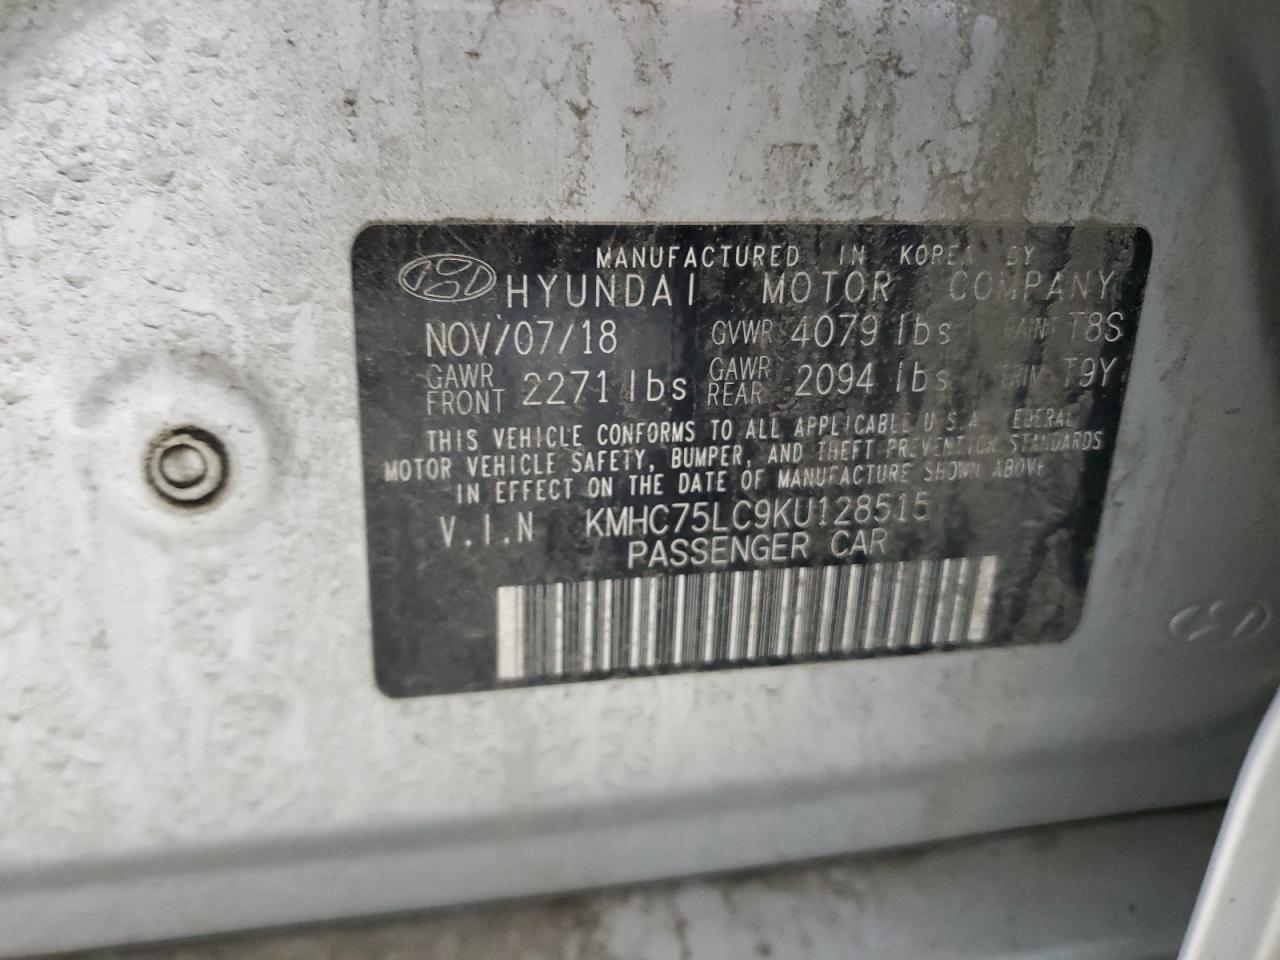 MANUFACTURED IN KOREA BY
HYUNDAI MOTOR COMPANY
NOV/07/18 GVWR 4079 lbs PAINT T8S
GAWR FRONT 2271 lbs GAWR REAR 2094 lbs TRIM T9Y
THIS VEHICLE CONFORMS TO ALL APPLICABLE U.S.A. FEDERAL
MOTOR VEHICLE SAFETY, BUMPER, AND THEFT PREVENTION STANDARDS
IN EFFECT ON THE DATE OF MANUFACTURE SHOWN ABOVE
V.I.N KMHC75LC9KU128515
PASSENGER CAR